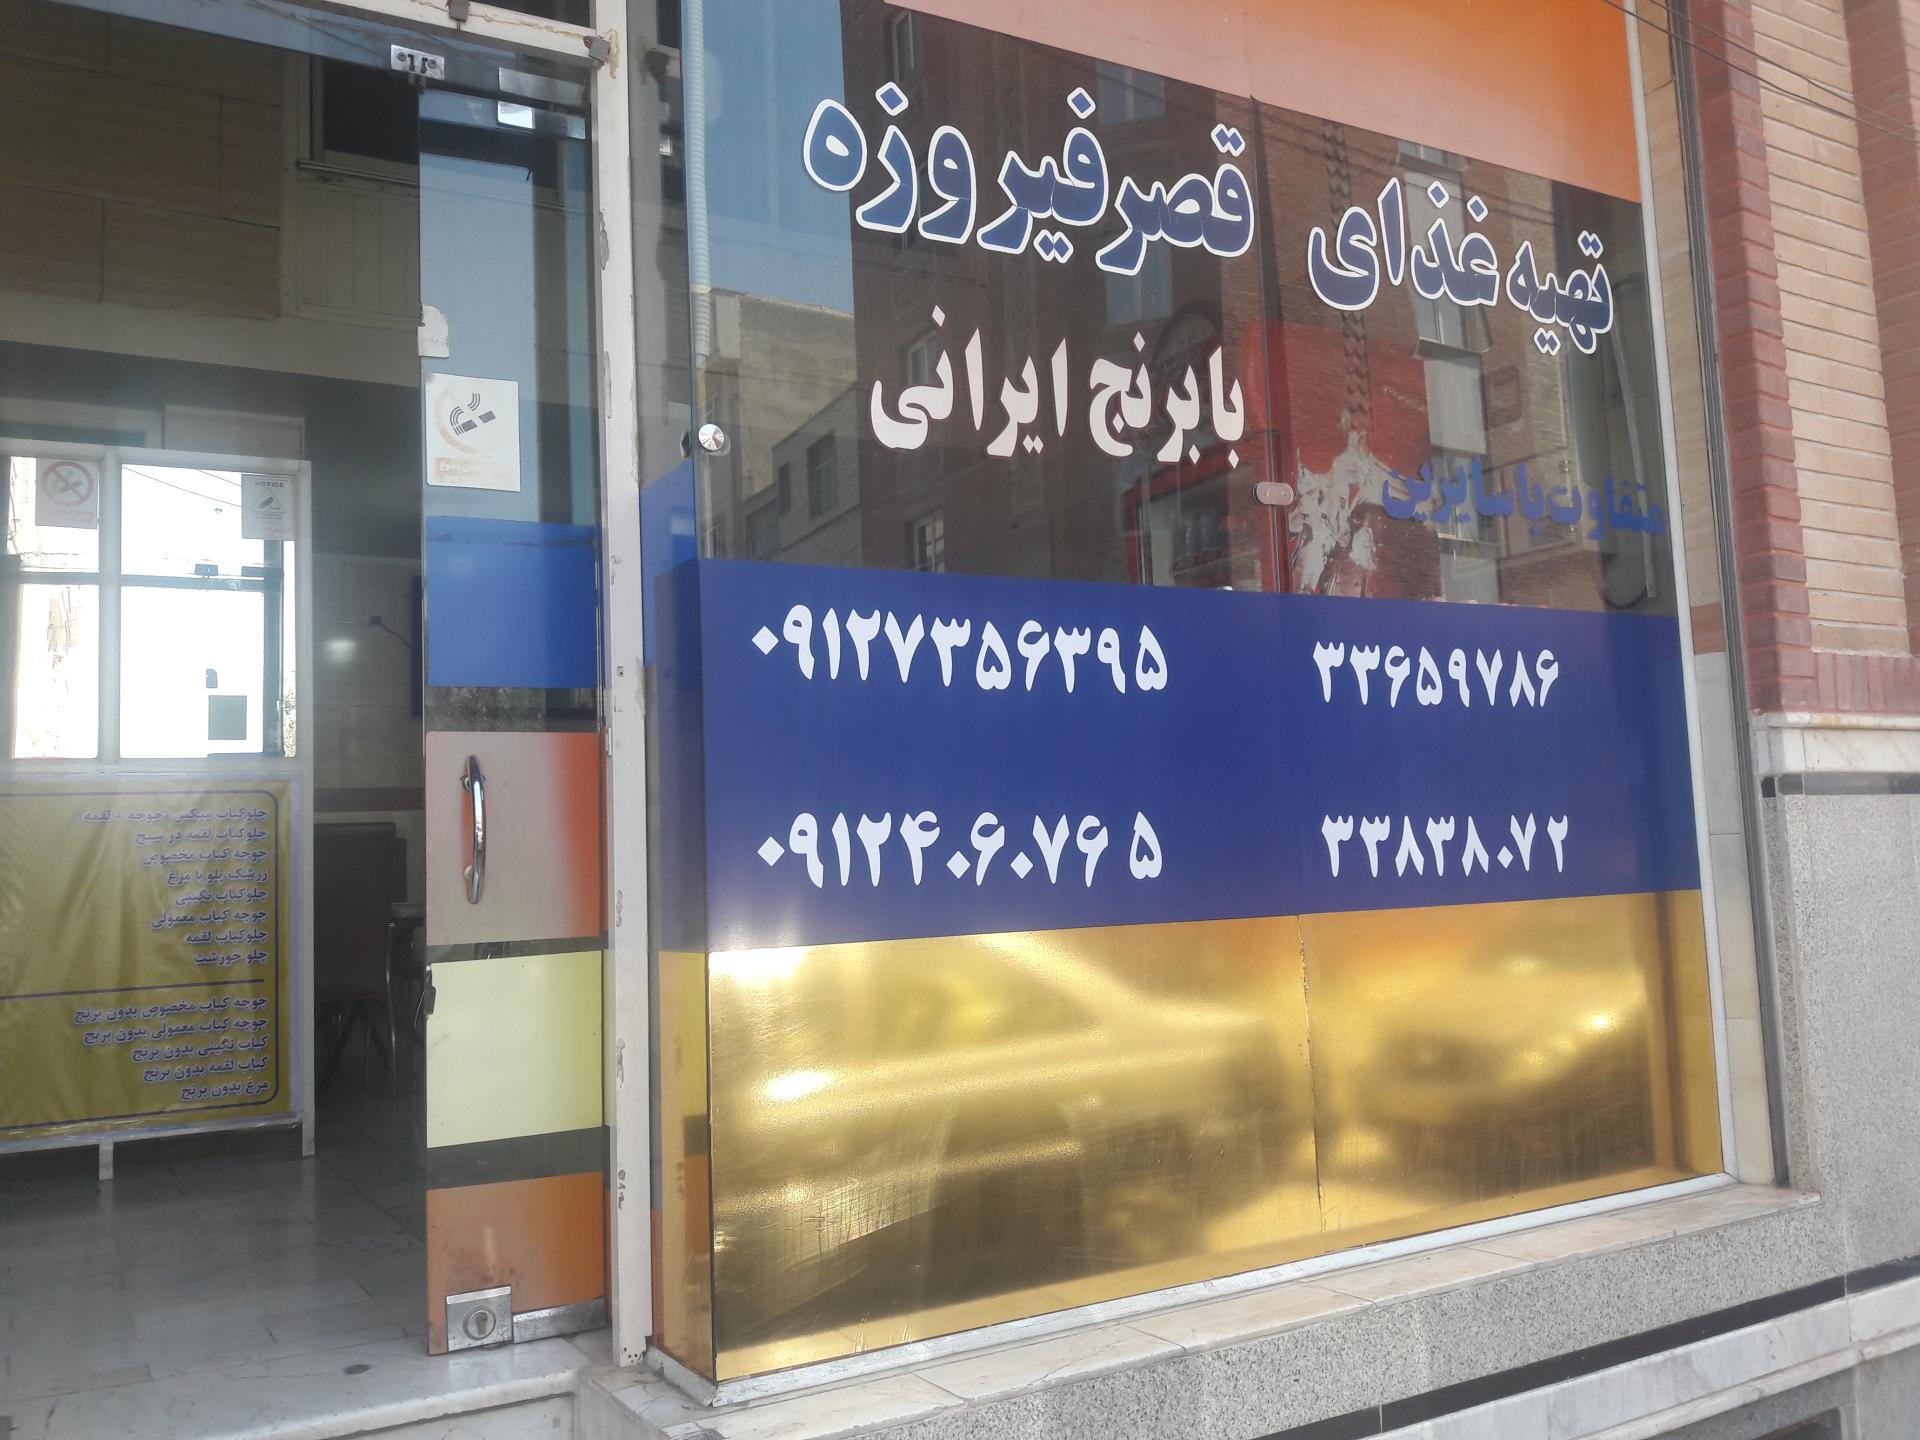 تهیه غذای قصر فیروزه
با برنج ایرانی
متفاوت با سایرین
۳۳۶۵۹۷۸۶
۰۹۱۲۷۳۵۶۳۹۵
۳۳۸۳۸۰۷۲
۰۹۱۲۴۰۶۰۷۶۵
NOTICE
چلوکباب میکس (جوجه - لقمه)
چلوکباب لقمه دو سیخ
جوجه کباب مخصوص
زرشک پلو با مرغ
چلوکباب نگینی
جوجه کباب معمولی
چلوکباب لقمه
چلو خورشت
جوجه کباب مخصوص بدون برنج
جوجه کباب معمولی بدون برنج
کباب نگینی بدون برنج
کباب لقمه بدون برنج
مرغ بدون برنج